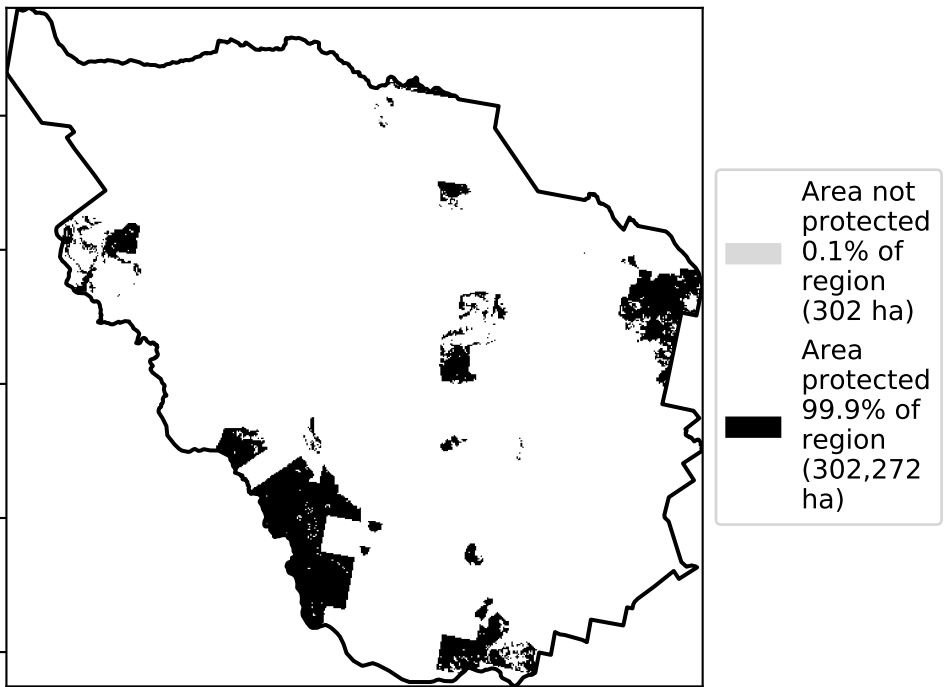 Area not
protected
0.1% of
region
(302 ha)
Area
protected
99.9% of
region
(302,272
ha)